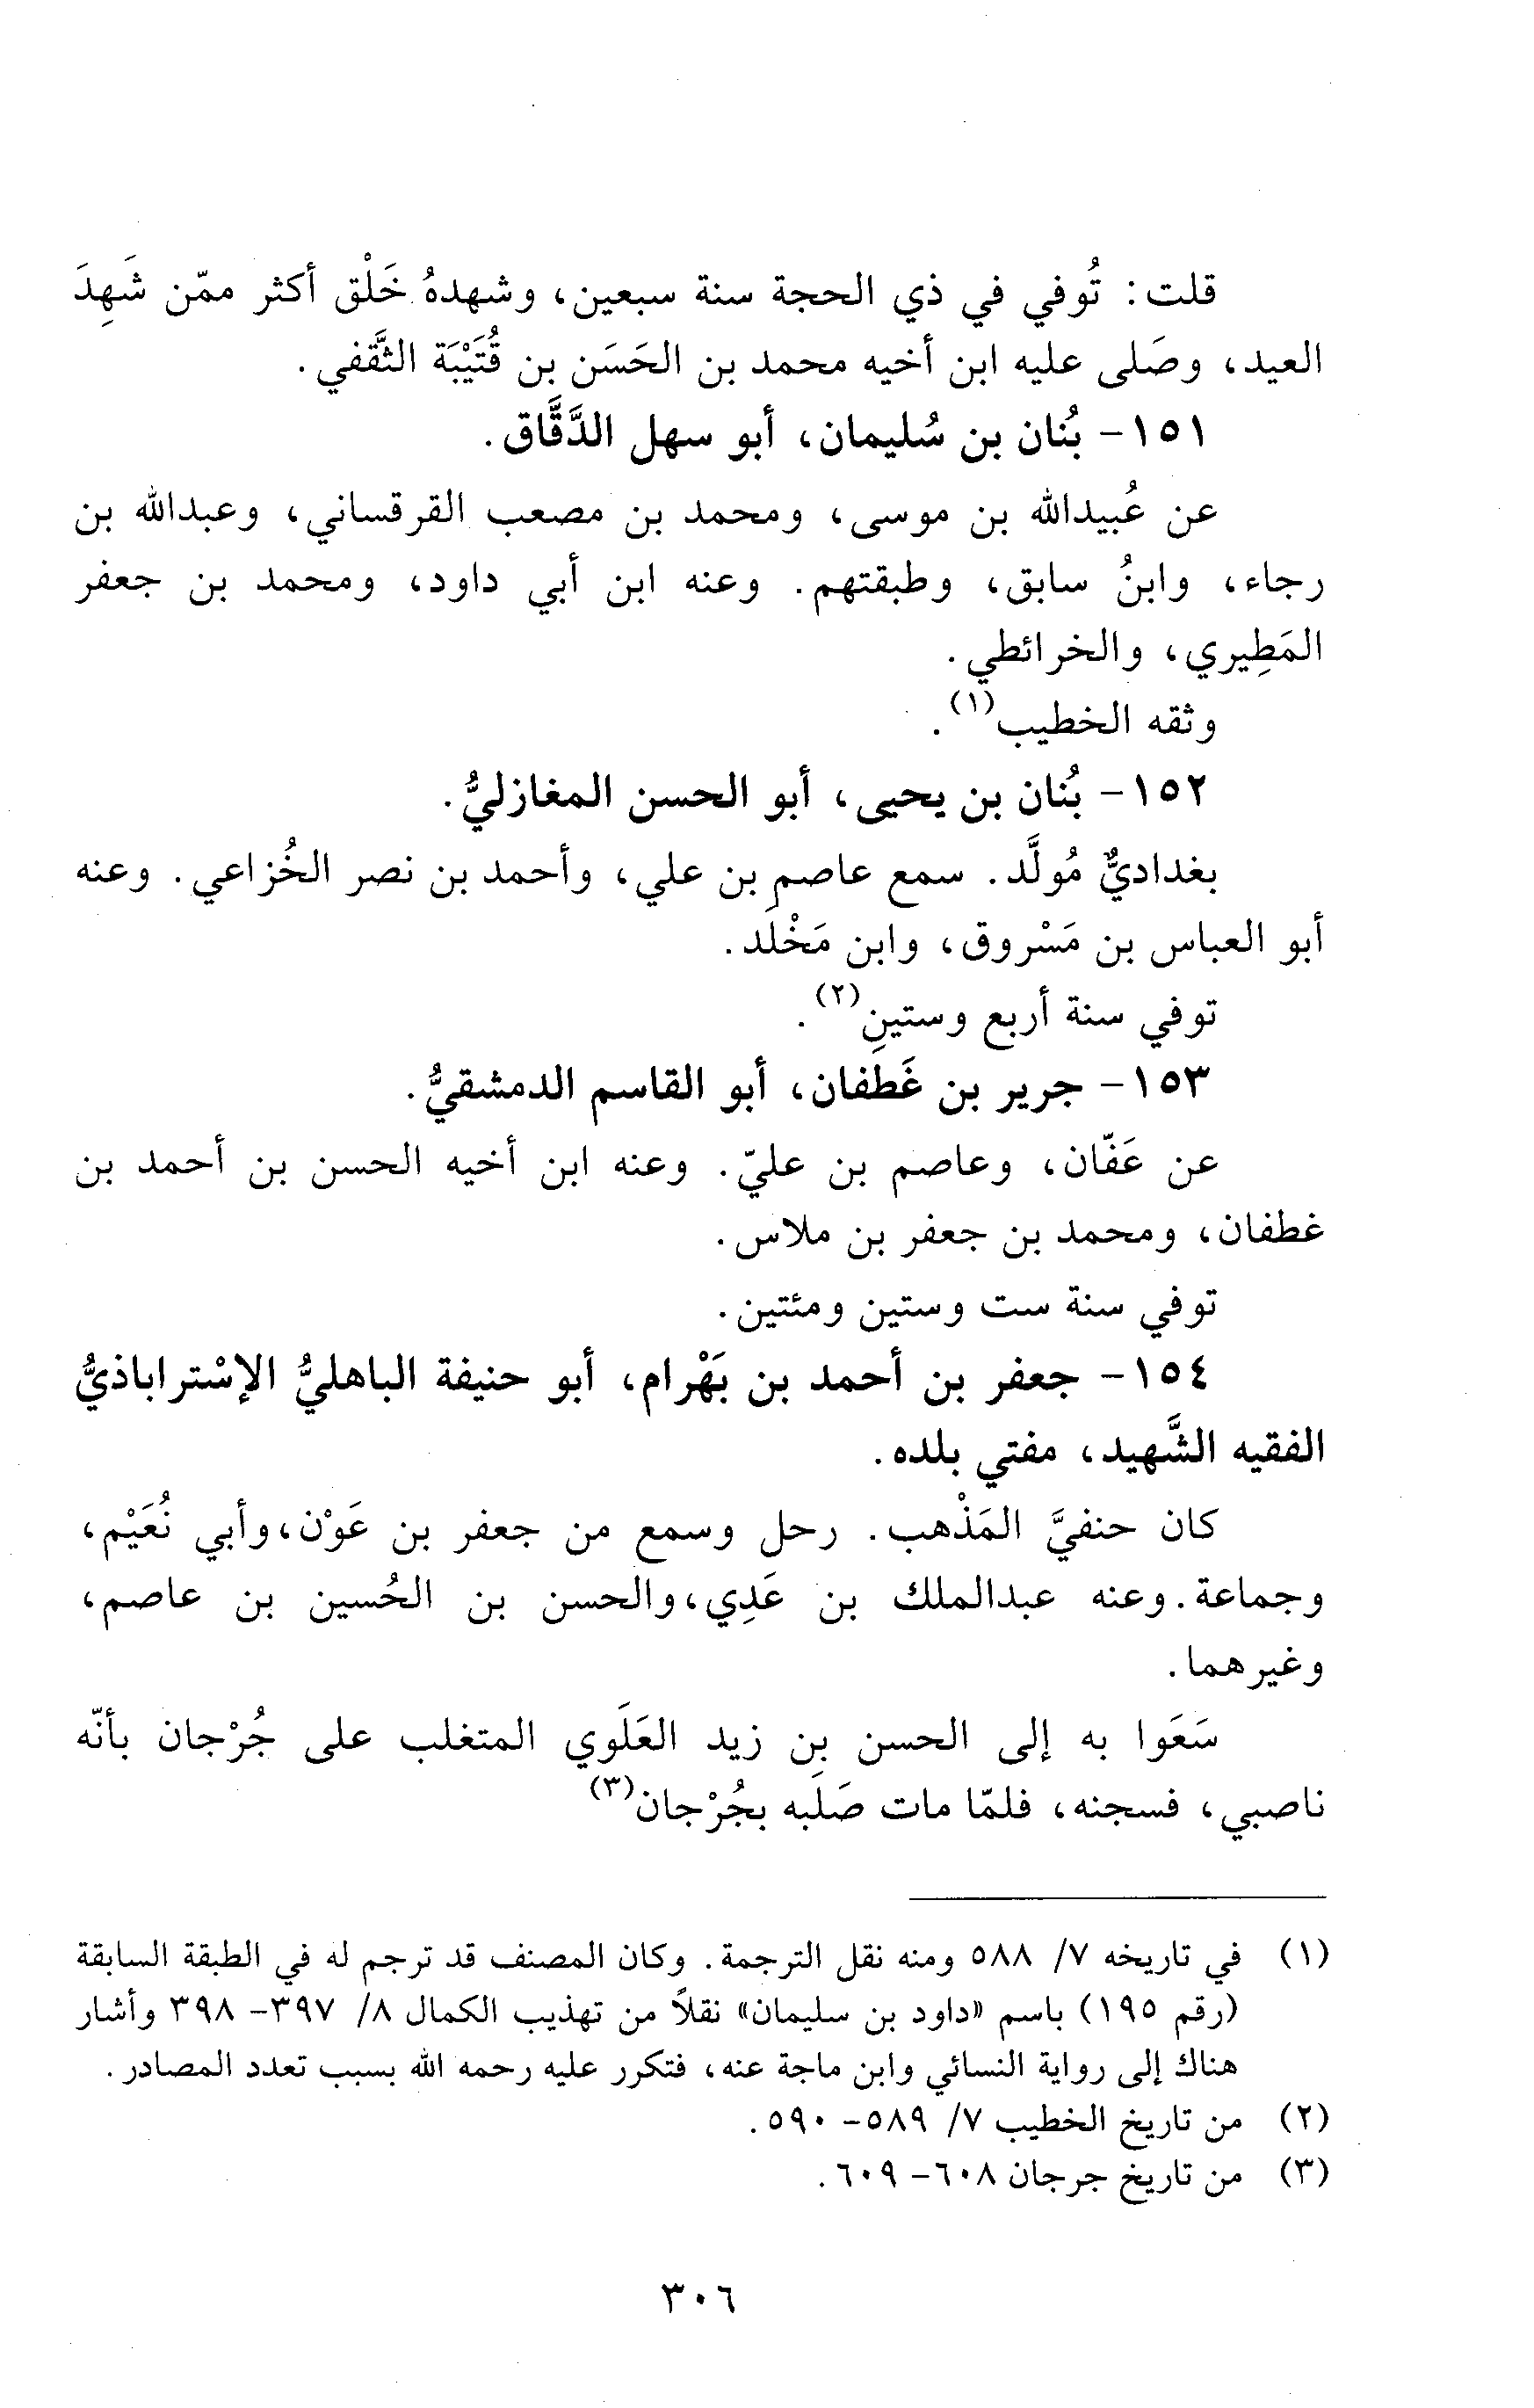 قلت: تُوفي في ذي الحجة سنة سبعين، وشهدهُ خَلْق أكثر ممّن شَهِدَ
العيد، وصَلى عليه ابن أخيه محمد بن الحَسَن بن قُتَيْبَة الثَّقفي.
١٥١- بُنان بن سُليمان، أبو سهل الدَّقَّاق.
عن عُبيدالله بن موسى، ومحمد بن مصعب القرقساني، وعبدالله بن
رجاء، وابنُ سابق، وطبقتهم. وعنه ابن أبي داود، ومحمد بن جعفر
المَطِيري، والخرائطي.
وثقه الخطيب(١).
١٥٢- بُنان بن يحيى، أبو الحسن المغازليُّ.
بغداديٌّ مُولَّد. سمع عاصم بن علي، وأحمد بن نصر الخُزاعي. وعنه
أبو العباس بن مَسْروق، وابن مَخْلَد.
توفي سنة أربع وستين(٢).
١٥٣- جرير بن غَطفان، أبو القاسم الدمشقيُّ.
عن عَفّان، وعاصم بن عليّ. وعنه ابن أخيه الحسن بن أحمد بن
غطفان، ومحمد بن جعفر بن ملاس.
توفي سنة ست وستين ومئتين.
١٥٤- جعفر بن أحمد بن بَهْرام، أبو حنيفة الباهليُّ الإسْتراباذيُّ
الفقيه الشَّهيد، مفتي بلده.
كان حنفيَّ المَذْهب. رحل وسمع من جعفر بن عَوْن،وأبي نُعَيْم،
وجماعة.وعنه عبدالملك بن عَدِي،والحسن بن الحُسين بن عاصم،
وغيرهما.
سَعَوا به إلى الحسن بن زيد العَلَوي المتغلب على جُرْجان بأنّه
ناصبي، فسجنه، فلمّا مات صَلَبه بجُرْجان(٣)
(١) في تاريخه ٧/ ٥٨٨ ومنه نقل الترجمة. وكان المصنف قد ترجم له في الطبقة السابقة
(رقم ١٩٥) باسم «داود بن سليمان» نقلاً من تهذيب الكمال ٨/ ٣٩٧- ٣٩٨ وأشار
هناك إلى رواية النسائي وابن ماجة عنه، فتكرر عليه رحمه الله بسبب تعدد المصادر.
(٢) من تاريخ الخطيب ٧/ ٥٨٩- ٥٩٠.
(٣) من تاريخ جرجان ٦٠٨- ٦٠٩.
٣٠٦